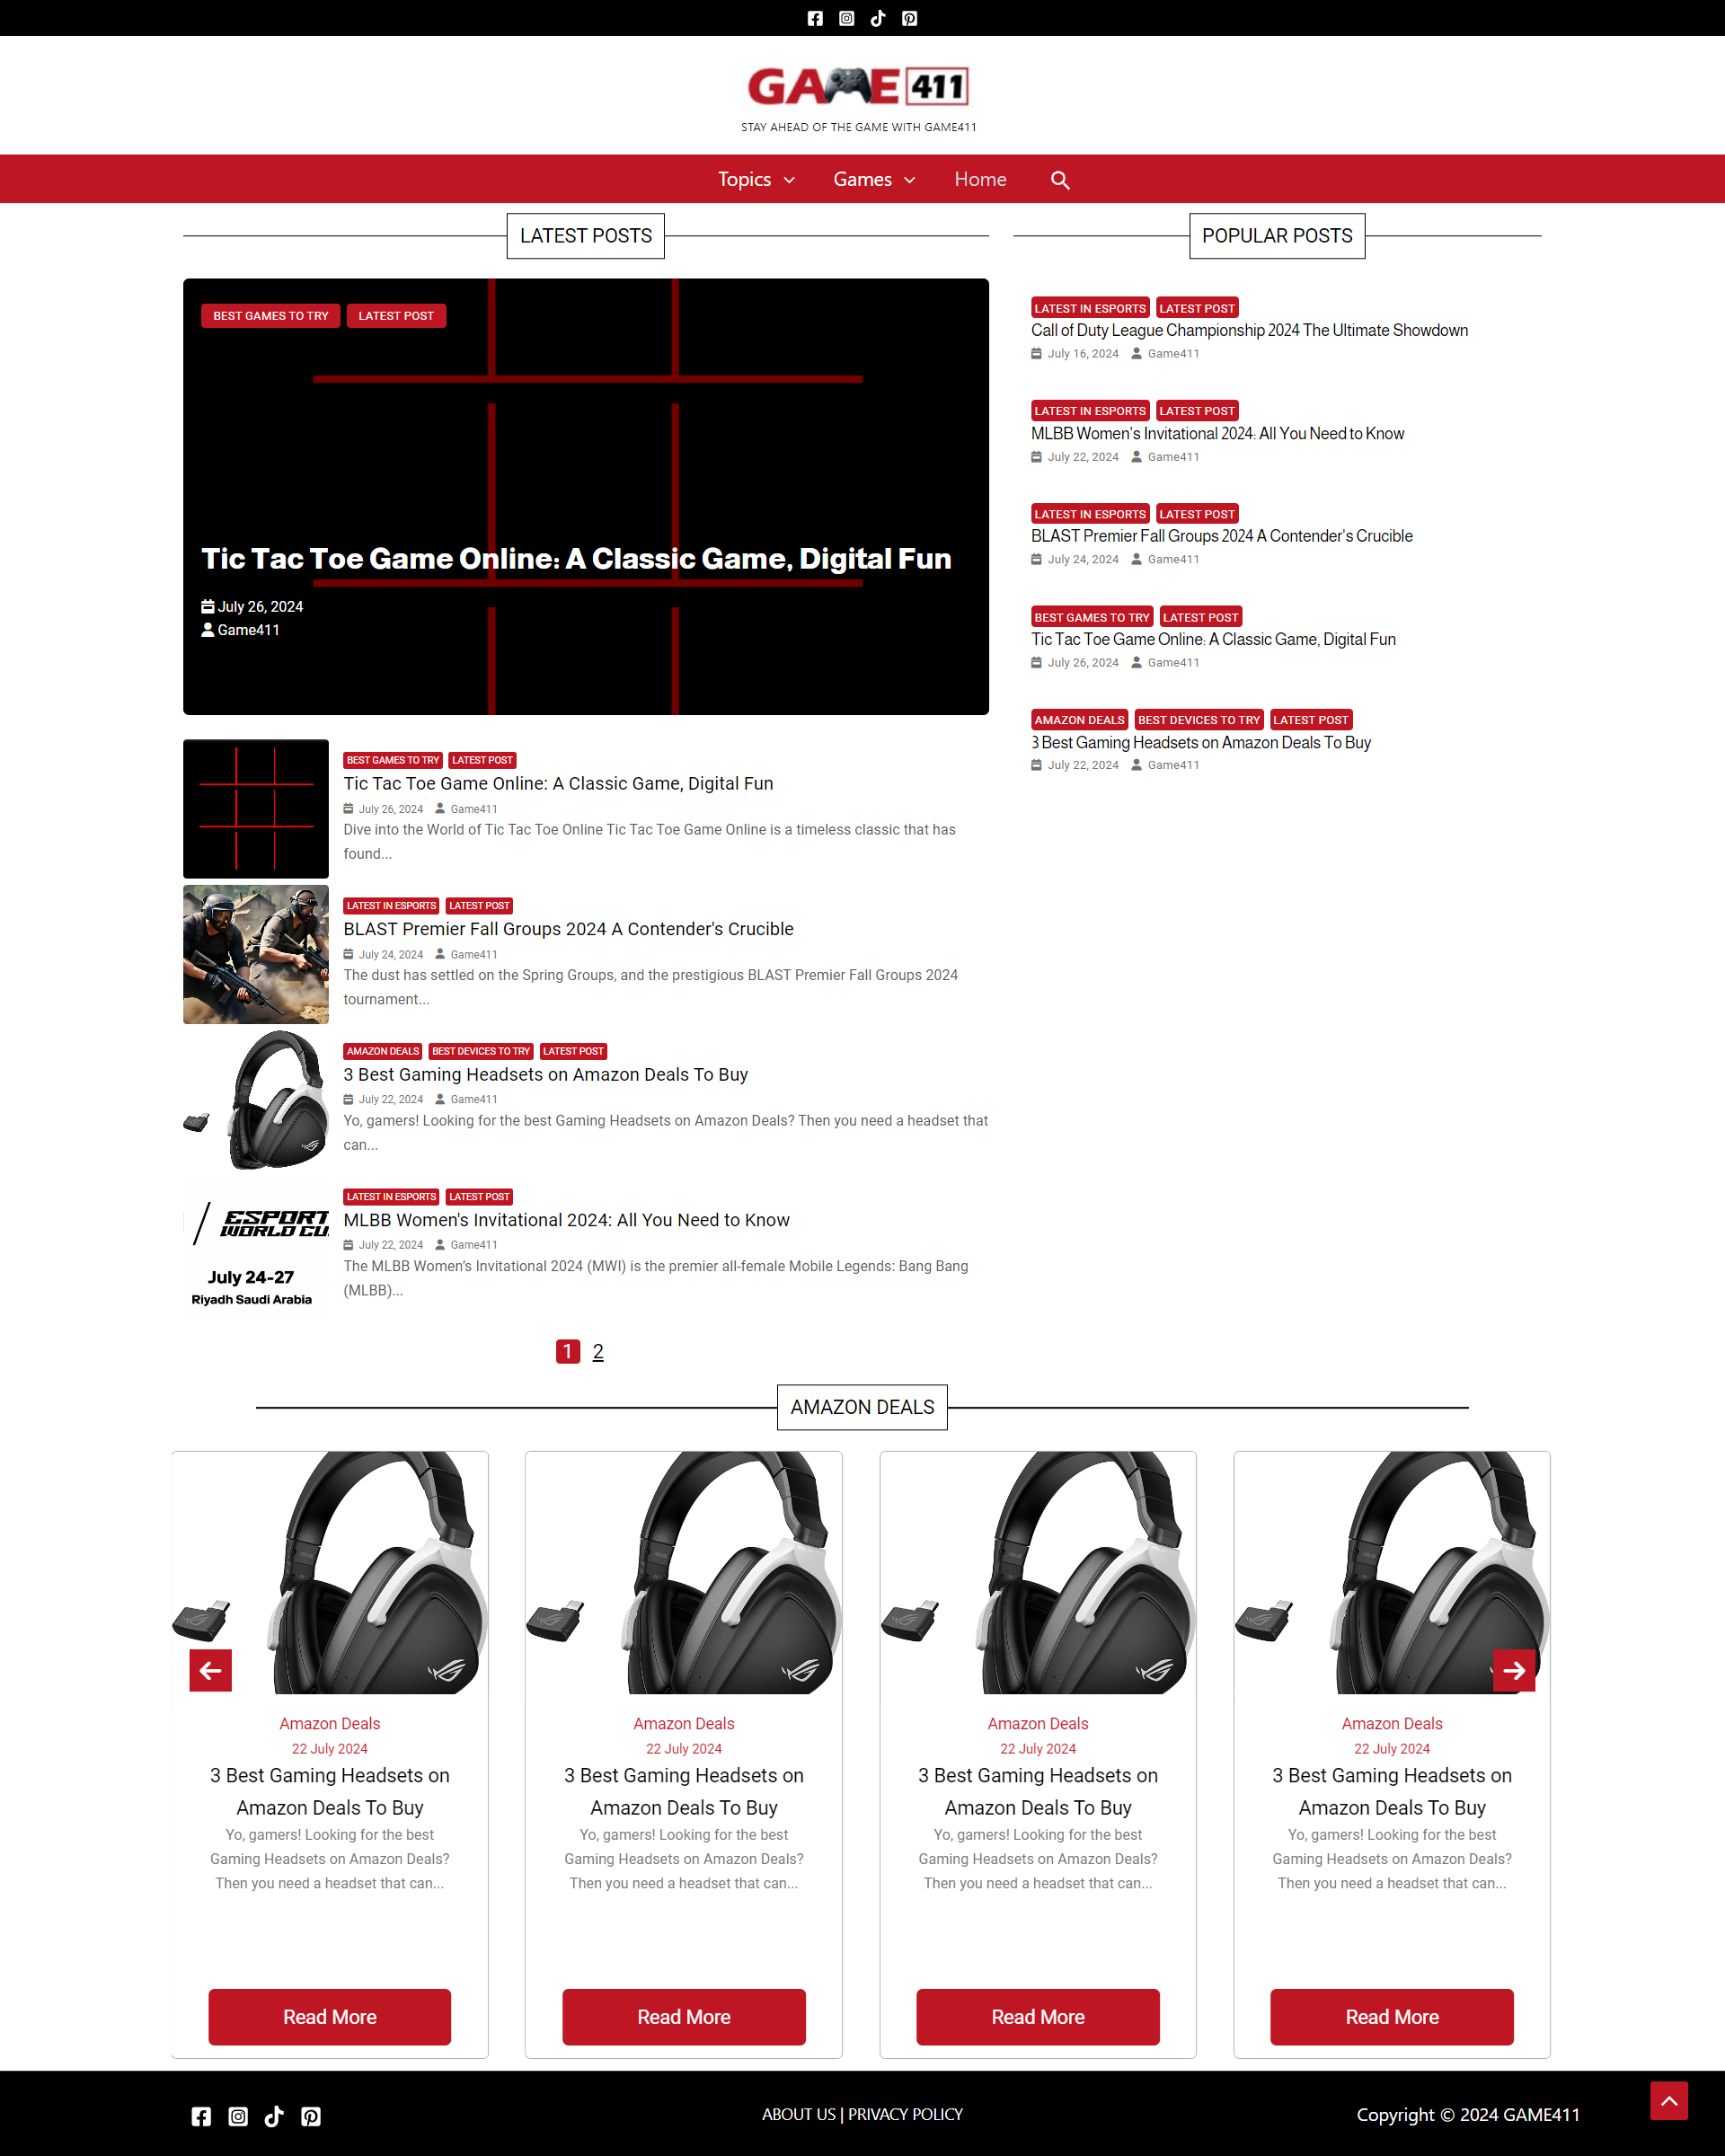 GAME 411
STAY AHEAD OF THE GAME WITH GAME411
Topics
Games
Home
LATEST POSTS
BEST GAMES TO TRY
LATEST POST
Tic Tac Toe Game Online: A Classic Game, Digital Fun
July 26, 2024
Game411
BEST GAMES TO TRY LATEST POST
Tic Tac Toe Game Online: A Classic Game, Digital Fun
July 26, 2024 Game411
Dive into the World of Tic Tac Toe Online Tic Tac Toe Game Online is a timeless classic that has
found...
LATEST IN ESPORTS LATEST POST
BLAST Premier Fall Groups 2024 A Contender's Crucible
July 24, 2024 Game411
The dust has settled on the Spring Groups, and the prestigious BLAST Premier Fall Groups 2024
tournament...
AMAZON DEALS BEST DEVICES TO TRY LATEST POST
3 Best Gaming Headsets on Amazon Deals To Buy
July 22, 2024 Game411
Yo, gamers! Looking for the best Gaming Headsets on Amazon Deals? Then you need a headset that
can...
ESPORT
WORLD CU
July 24-27
Riyadh Saudi Arabia
LATEST IN ESPORTS LATEST POST
MLBB Women's Invitational 2024: All You Need to Know
July 22, 2024 Game411
The MLBB Women's Invitational 2024 (MWI) is the premier all-female Mobile Legends: Bang Bang
(MLBB)...
1 2
POPULAR POSTS
LATEST IN ESPORTS LATEST POST
Call of Duty League Championship 2024 The Ultimate Showdown
July 16, 2024 Game411
LATEST IN ESPORTS LATEST POST
MLBB Women's Invitational 2024: All You Need to Know
July 22, 2024 Game411
LATEST IN ESPORTS LATEST POST
BLAST Premier Fall Groups 2024 A Contender's Crucible
July 24, 2024 Game411
BEST GAMES TO TRY LATEST POST
Tic Tac Toe Game Online: A Classic Game, Digital Fun
July 26, 2024 Game411
AMAZON DEALS BEST DEVICES TO TRY LATEST POST
3 Best Gaming Headsets on Amazon Deals To Buy
July 22, 2024 Game411
AMAZON DEALS
Amazon Deals
22 July 2024
3 Best Gaming Headsets on
Amazon Deals To Buy
Yo, gamers! Looking for the best
Gaming Headsets on Amazon Deals?
Then you need a headset that can...
Read More
Amazon Deals
22 July 2024
3 Best Gaming Headsets on
Amazon Deals To Buy
Yo, gamers! Looking for the best
Gaming Headsets on Amazon Deals?
Then you need a headset that can...
Read More
Amazon Deals
22 July 2024
3 Best Gaming Headsets on
Amazon Deals To Buy
Yo, gamers! Looking for the best
Gaming Headsets on Amazon Deals?
Then you need a headset that can...
Read More
Amazon Deals
22 July 2024
3 Best Gaming Headsets on
Amazon Deals To Buy
Yo, gamers! Looking for the best
Gaming Headsets on Amazon Deals?
Then you need a headset that can...
Read More
ABOUT US | PRIVACY POLICY
Copyright © 2024 GAME411